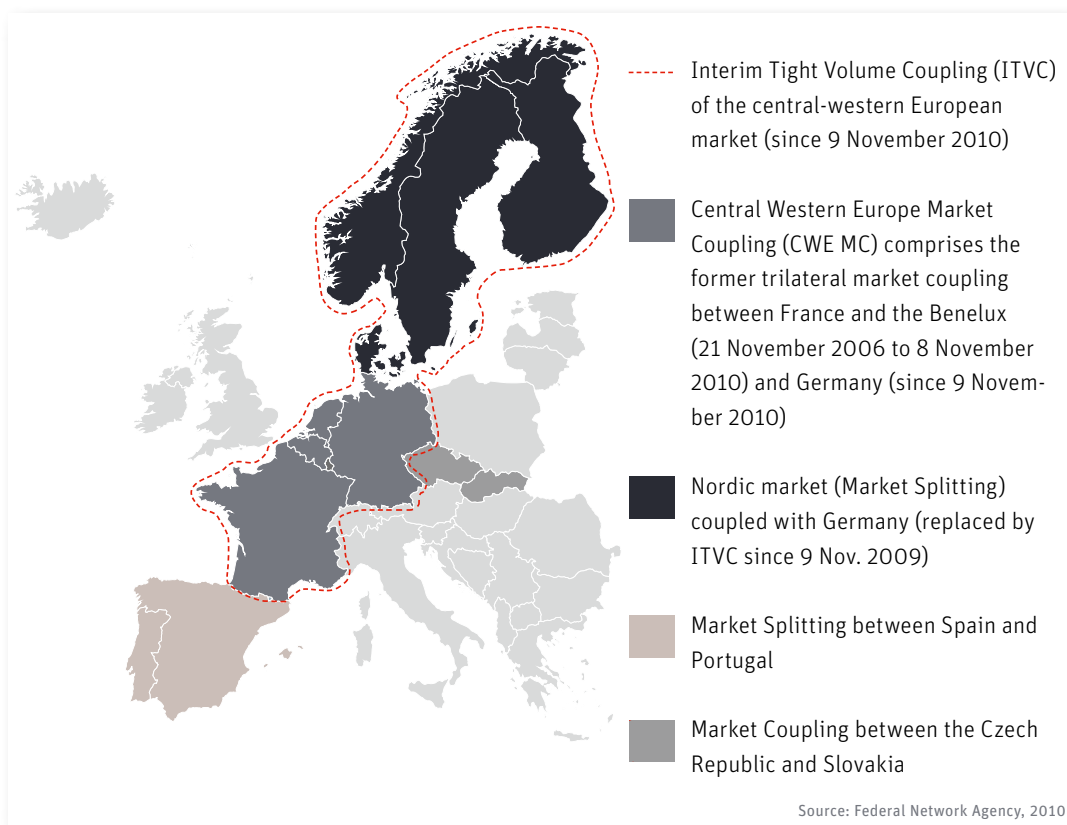 Interim Tight Volume Coupling (ITVC)
of the central-western European
market (since 9 November 2010)
Central Western Europe Market
Coupling (CWE MC) comprises the
former trilateral market coupling
between France and the Benelux
(21 November 2006 to 8 November
2010) and Germany (since 9 Novem-
ber 2010)
Nordic market (Market Splitting)
coupled with Germany (replaced by
ITVC since 9 Nov. 2009)
Market Splitting between Spain and
Portugal
Market Coupling between the Czech
Republic and Slovakia
Source: Federal Network Agency, 2010